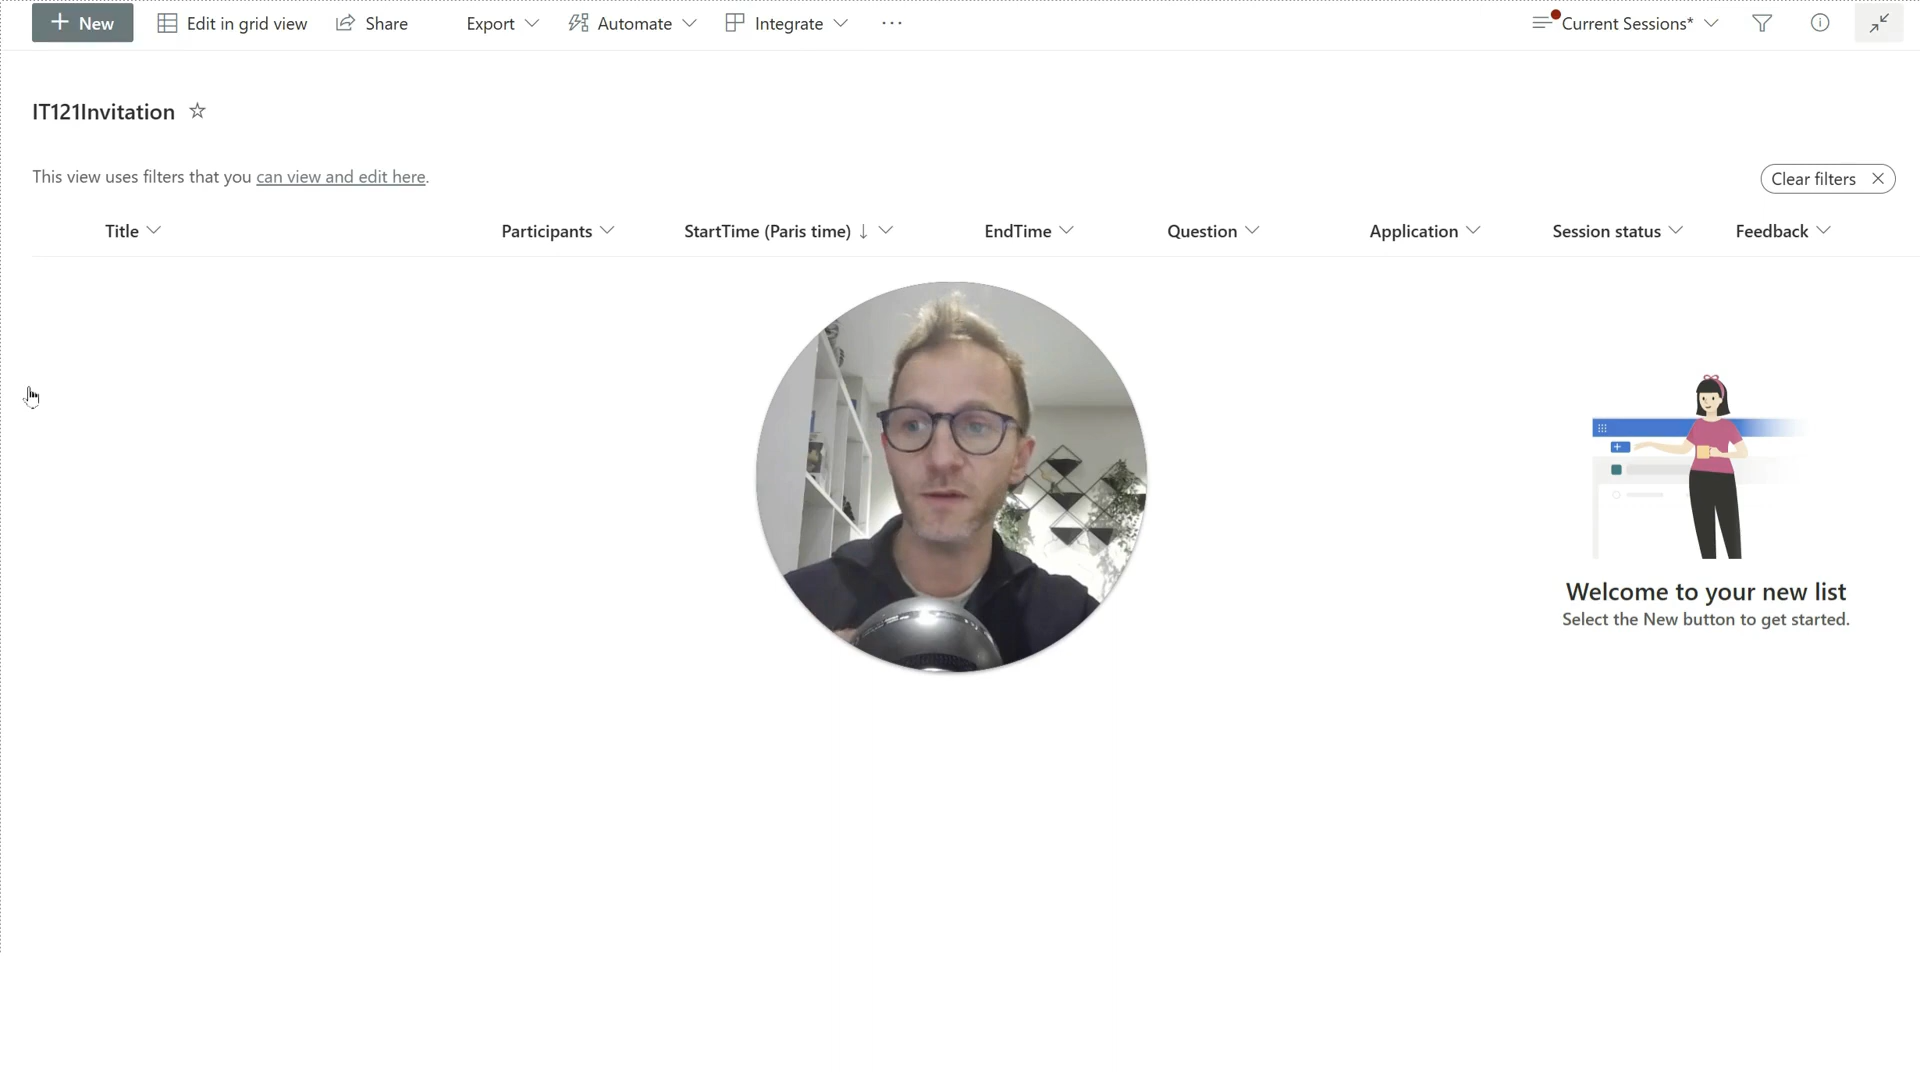 New
Edit in grid view
Share
Export
Automate
Integrate
Current Sessions*
IT121Invitation
This view uses filters that you can view and edit here.
Clear filters
Title
Participants
StartTime (Paris time)
EndTime
Question
Application
Session status
Feedback
Welcome to your new list
Select the New button to get started.